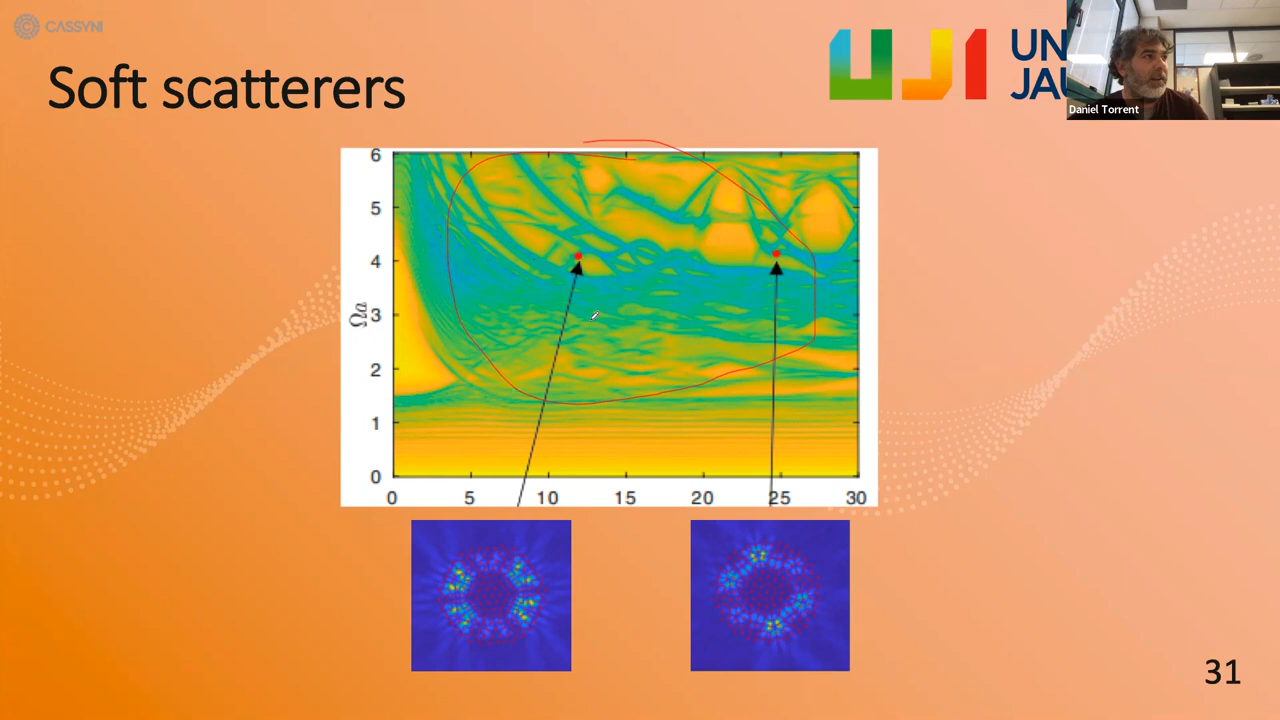 CASSYNI
Soft scatterers
UJI
UN
JAU
Daniel Torrent
6
5
4
3
2
1
0
Ωa
0 5 10 15 20 25 30
31